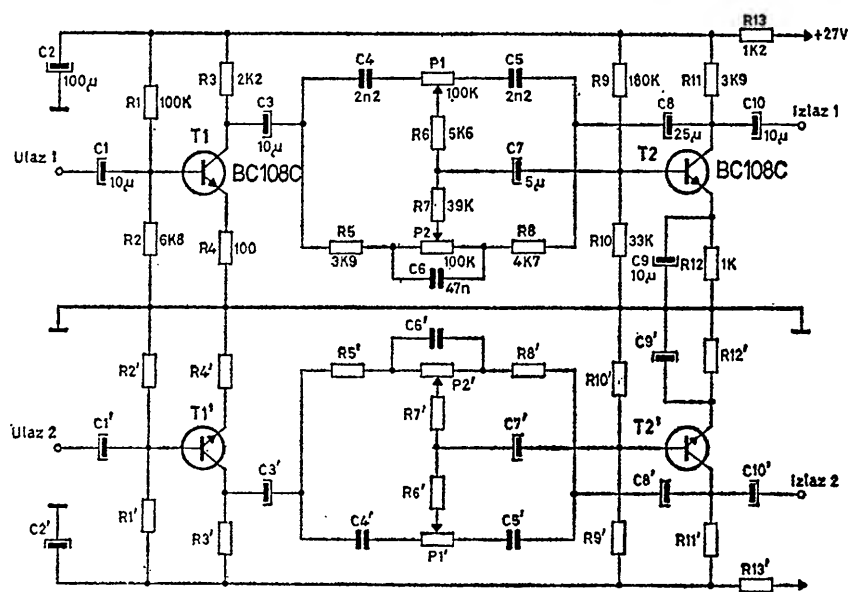 R13
+27V
1K2
C2
100µ
R1
100K
R3
2K2
C3
10µ
C4
2n2
P1
100K
C5
2n2
R9
180K
R11
3K9
C8
25µ
C10
10µ
Izlaz 1
R6
5K6
T1
T2
Ulaz 1
C1
10µ
BC108C
C7
5µ
BC108C
R7
39K
R2
6K8
R4
100
R5
3K9
P2
100K
R8
4K7
C6
47n
R10
33K
C9
10µ
R12
1K
C6'
C9'
R2'
R4'
R5'
P2'
R8'
R10'
R12'
R7'
T1'
C7'
T2'
Ulaz 2
C1'
C3'
C8'
C10'
Izlaz 2
R6'
R1'
C2'
R3'
C4'
P1'
C5'
R9'
R11'
R13'